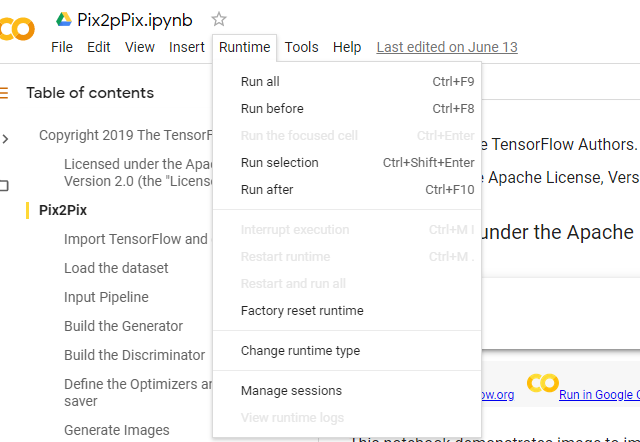 Pix2pPix.ipynb
File Edit View Insert Runtime Tools Help Last edited on June 13
Table of contents
Copyright 2019 The TensorF
Licensed under the Apa
Version 2.0 (the "Licens
Pix2Pix
Import TensorFlow and
Load the dataset
Input Pipeline
Build the Generator
Build the Discriminator
Define the Optimizers a
saver
Generate Images
Run all Ctrl+F9
Run before Ctrl+F8
Run the focused cell Ctrl+Enter
Run selection Ctrl+Shift+Enter
Run after Ctrl+F10
Interrupt execution Ctrl+M I
Restart runtime Ctrl+M .
Restart and run all
Factory reset runtime
Change runtime type
Manage sessions
View runtime logs
e TensorFlow Authors.
e Apache License, Vers
under the Apache
ow.org Run in Google C
This notebook demonstrates image to im